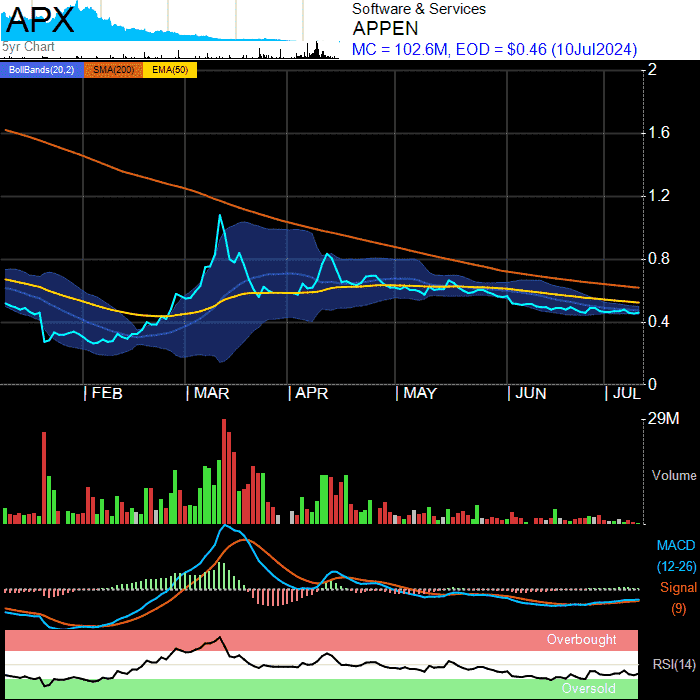 APX
5yr Chart
Software & Services
APPEN
MC = 102.6M, EOD = $0.46 (10Jul2024)
BollBands(20,2) SMA(200) EMA(50)
2
1.6
1.2
0.8
0.4
0
FEB MAR APR MAY JUN JUL
29M
Volume
MACD
(12-26)
Signal
(9)
Overbought
RSI(14)
Oversold